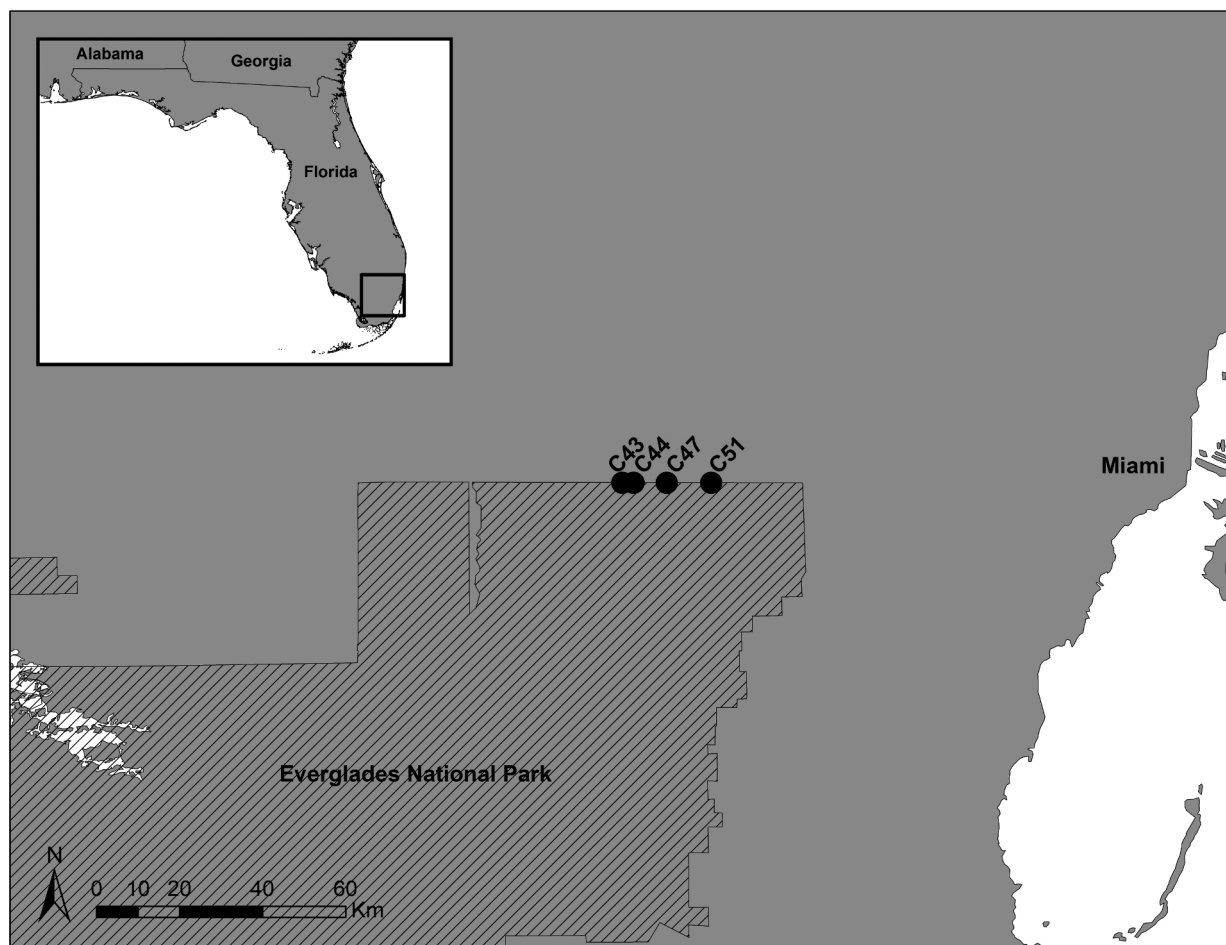 Alabama
Georgia
Florida
C43
C44
C47
C51
Miami
Everglades National Park
N
0 10 20 40 60
Km